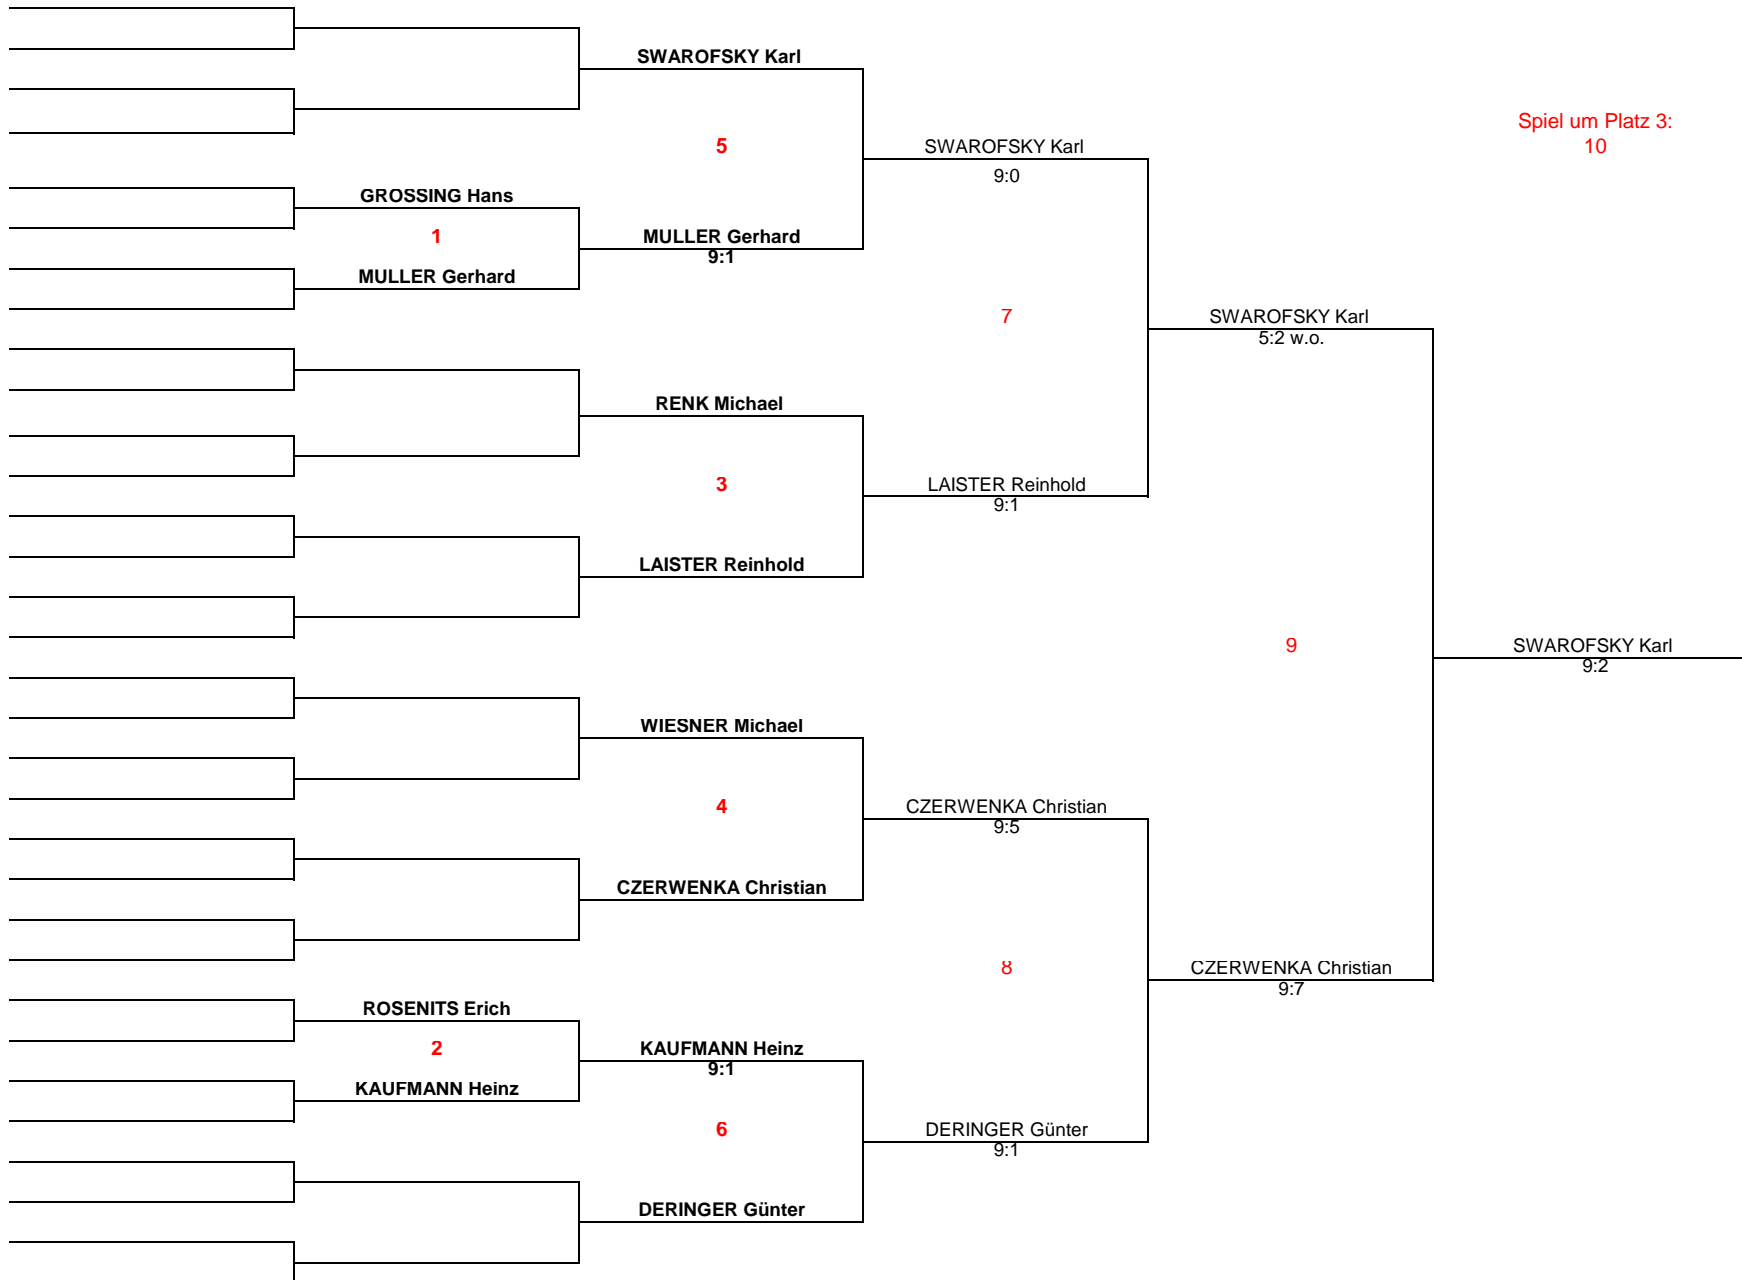 SWAROFSKY Karl
Spiel um Platz 3:
5
SWAROFSKY Karl
10
9:0
GROSSING Hans
1
MULLER Gerhard
9:1
MULLER Gerhard
7
SWAROFSKY Karl
5:2 w.o.
RENK Michael
3
LAISTER Reinhold
9:1
LAISTER Reinhold
9
SWAROFSKY Karl
9:2
WIESNER Michael
4
CZERWENKA Christian
9:5
CZERWENKA Christian
8
CZERWENKA Christian
9:7
ROSENITS Erich
2
KAUFMANN Heinz
9:1
KAUFMANN Heinz
6
DERINGER Günter
9:1
DERINGER Günter